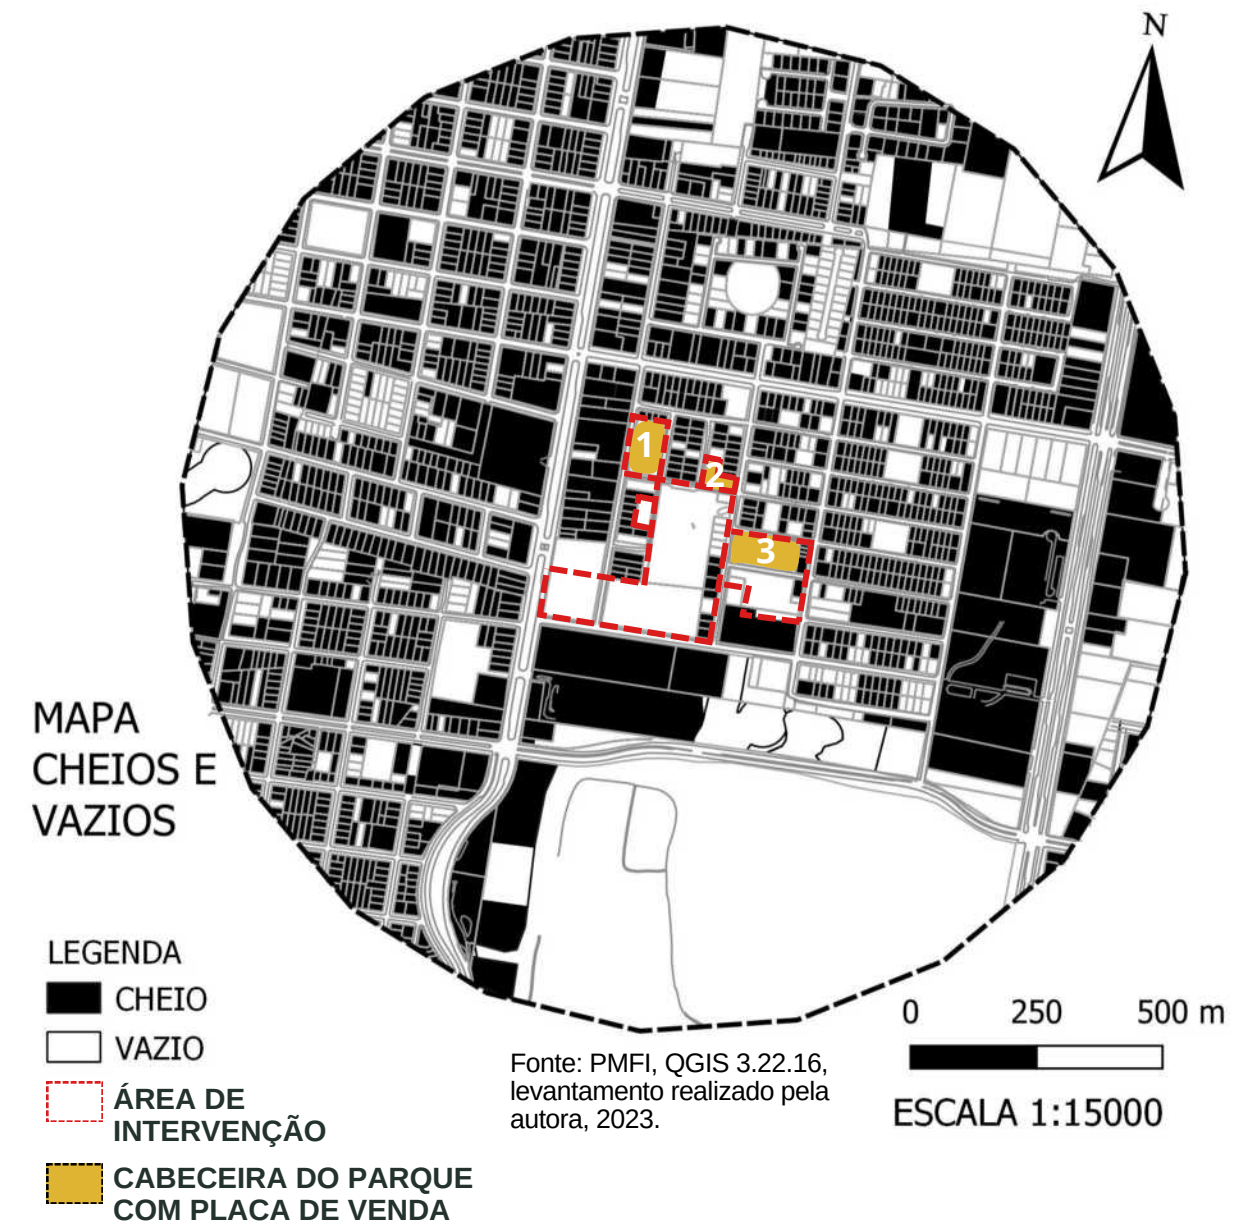 N
1
2
3
MAPA
CHEIOS E
VAZIOS
LEGENDA
CHEIO
VAZIO
ÁREA DE
INTERVENÇÃO
CABECEIRA DO PARQUE
COM PLACA DE VENDA
Fonte: PMFI, QGIS 3.22.16,
levantamento realizado pela
autora, 2023.
0 250 500 m
ESCALA 1:15000